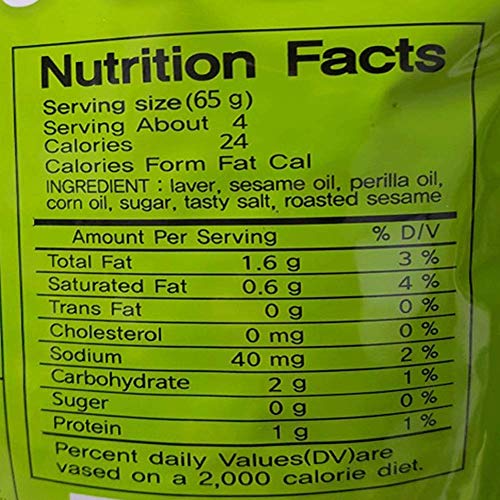 Nutrition Facts
Serving size (65 g)
Serving About 4
Calories 24
Calories Form Fat Cal
INGREDIENT : laver, sesame oil, perilla oil,
corn oil, sugar, tasty salt, roasted sesame
Amount Per Serving % D/V
Total Fat 1.6 g 3 %
Saturated Fat 0.6 g 4 %
Trans Fat 0 g 0 %
Cholesterol 0 mg 0 %
Sodium 40 mg 2 %
Carbohydrate 2 g 1 %
Suger 0 g 0 %
Protein 1 g 1 %
Percent daily Values(DV)are
vased on a 2,000 calorie diet.